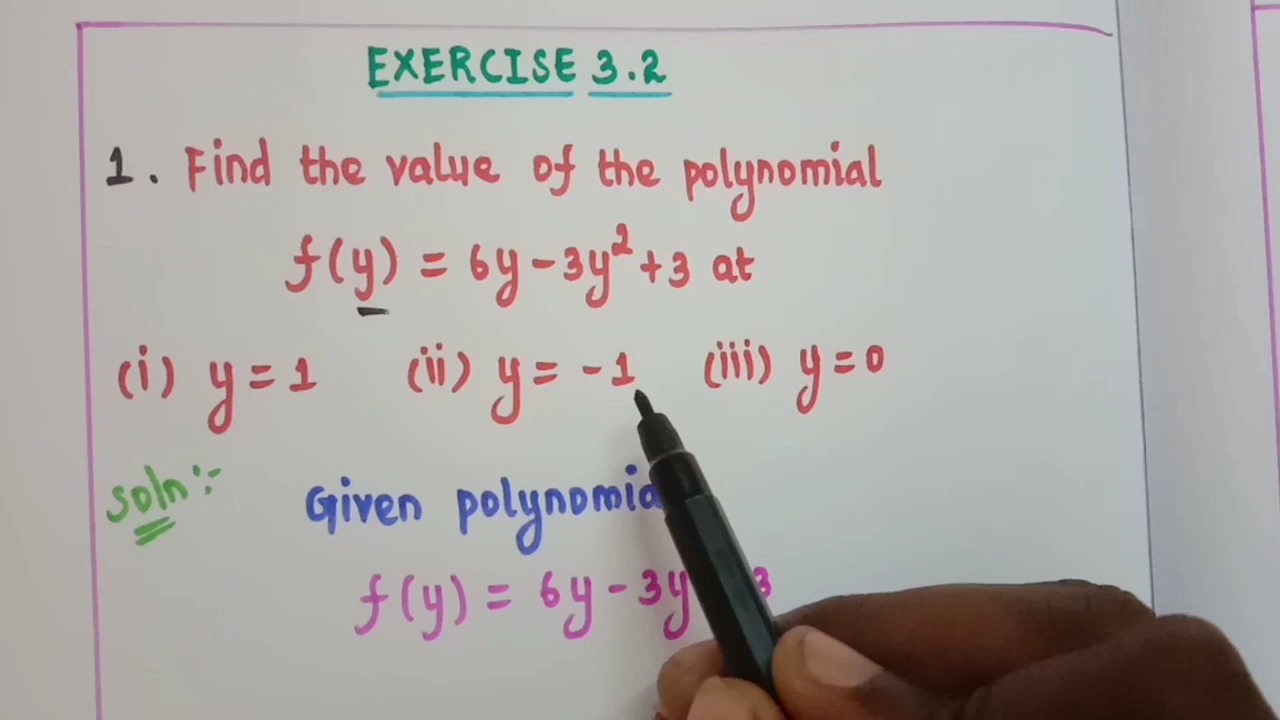 EXERCISE 3.2
1. Find the value of the polynomial
f(y) = 6y - 3y² + 3 at
(i) y = 1 (ii) y = -1 (iii) y = 0
Soln:- Given
f(y) = 6y - 3y 3